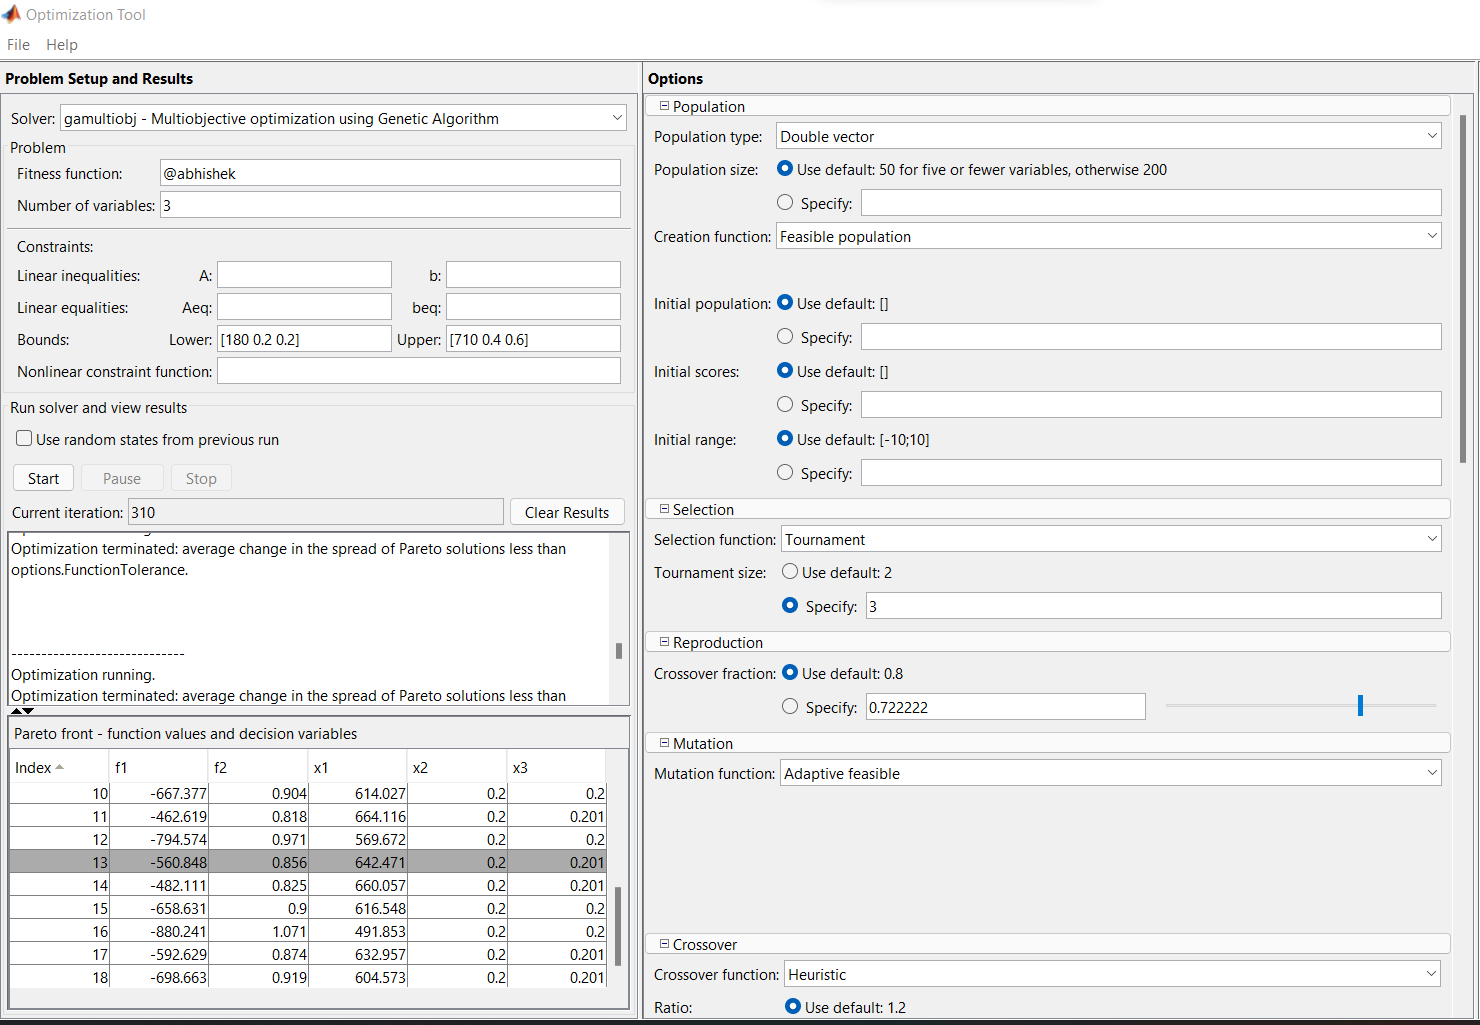 Optimization Tool
File Help
Problem Setup and Results
Solver: gamultiobj - Multiobjective optimization using Genetic Algorithm
Problem
Fitness function: @abhishek
Number of variables: 3
Constraints:
Linear inequalities: A: b:
Linear equalities: Aeq: beq:
Bounds: Lower: [180 0.2 0.2] Upper: [710 0.4 0.6]
Nonlinear constraint function:
Run solver and view results
Use random states from previous run
Start Pause Stop
Current iteration: 310 Clear Results
Optimization terminated: average change in the spread of Pareto solutions less than
options.FunctionTolerance.
-----------------------------
Optimization running.
Optimization terminated: average change in the spread of Pareto solutions less than
Pareto front - function values and decision variables
Index f1 f2 x1 x2 x3
10 -667.377 0.904 614.027 0.2 0.2
11 -462.619 0.818 664.116 0.2 0.201
12 -794.574 0.971 569.672 0.2 0.2
13 -560.848 0.856 642.471 0.2 0.201
14 -482.111 0.825 660.057 0.2 0.201
15 -658.631 0.9 616.548 0.2 0.2
16 -880.241 1.071 491.853 0.2 0.2
17 -592.629 0.874 632.957 0.2 0.201
18 -698.663 0.919 604.573 0.2 0.201
Options
Population
Population type: Double vector
Population size: Use default: 50 for five or fewer variables, otherwise 200
Specify:
Creation function: Feasible population
Initial population: Use default: []
Specify:
Initial scores: Use default: []
Specify:
Initial range: Use default: [-10;10]
Specify:
Selection
Selection function: Tournament
Tournament size: Use default: 2
Specify: 3
Reproduction
Crossover fraction: Use default: 0.8
Specify: 0.722222
Mutation
Mutation function: Adaptive feasible
Crossover
Crossover function: Heuristic
Ratio: Use default: 1.2